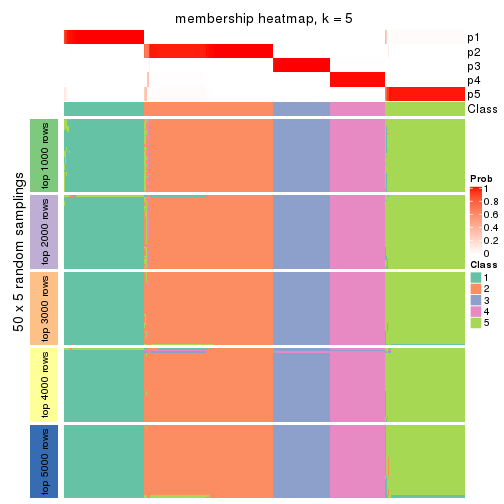 membership heatmap, k = 5
p1
p2
p3
p4
p5
Class
50 x 5 random samplings
top 1000 rows
top 2000 rows
top 3000 rows
top 4000 rows
top 5000 rows
Prob
1
0.8
0.6
0.4
0.2
0
Class
1
2
3
4
5